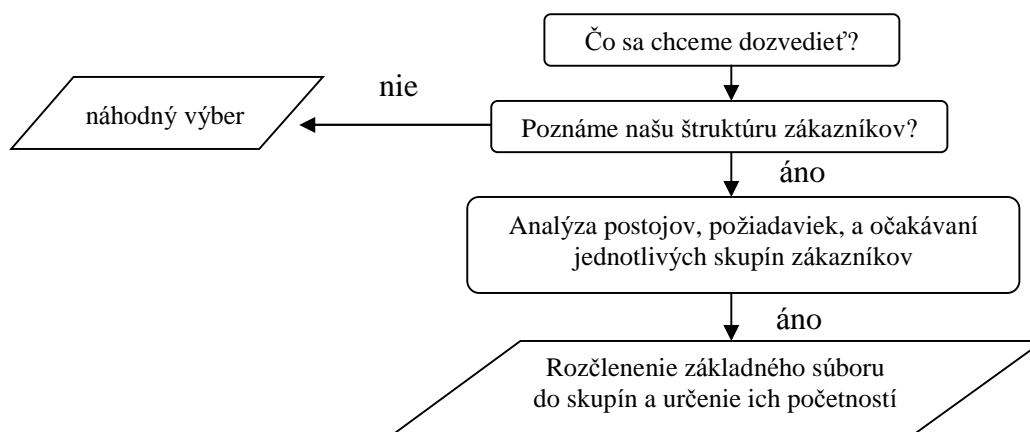 Čo sa chceme dozvedieť?
nie
náhodný výber
Poznáme našu štruktúru zákazníkov?
áno
Analýza postojov, požiadaviek, a očakávaní
jednotlivých skupín zákazníkov
áno
Rozčlenenie základného súboru
do skupín a určenie ich početností